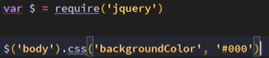 var $ = require('jquery')
$('body').css('backgroundColor', '#000')